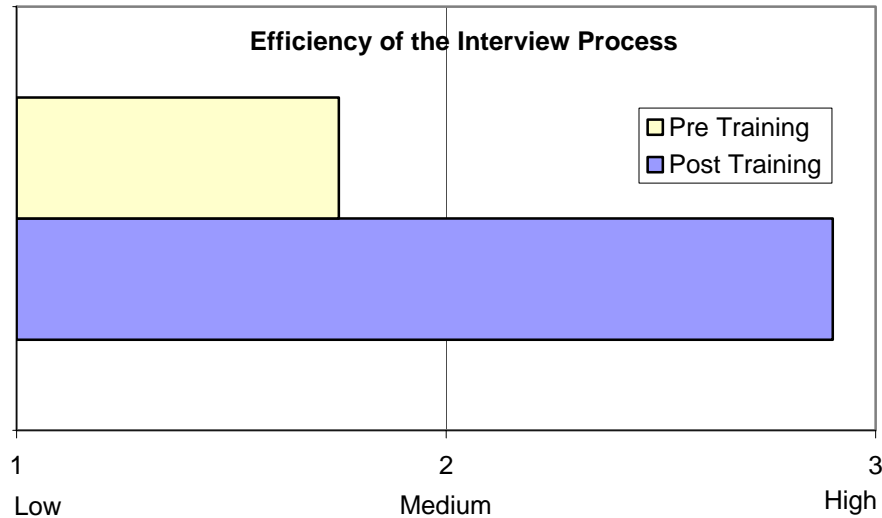 Efficiency of the Interview Process
Pre Training
Post Training
1 2 3
Low Medium High